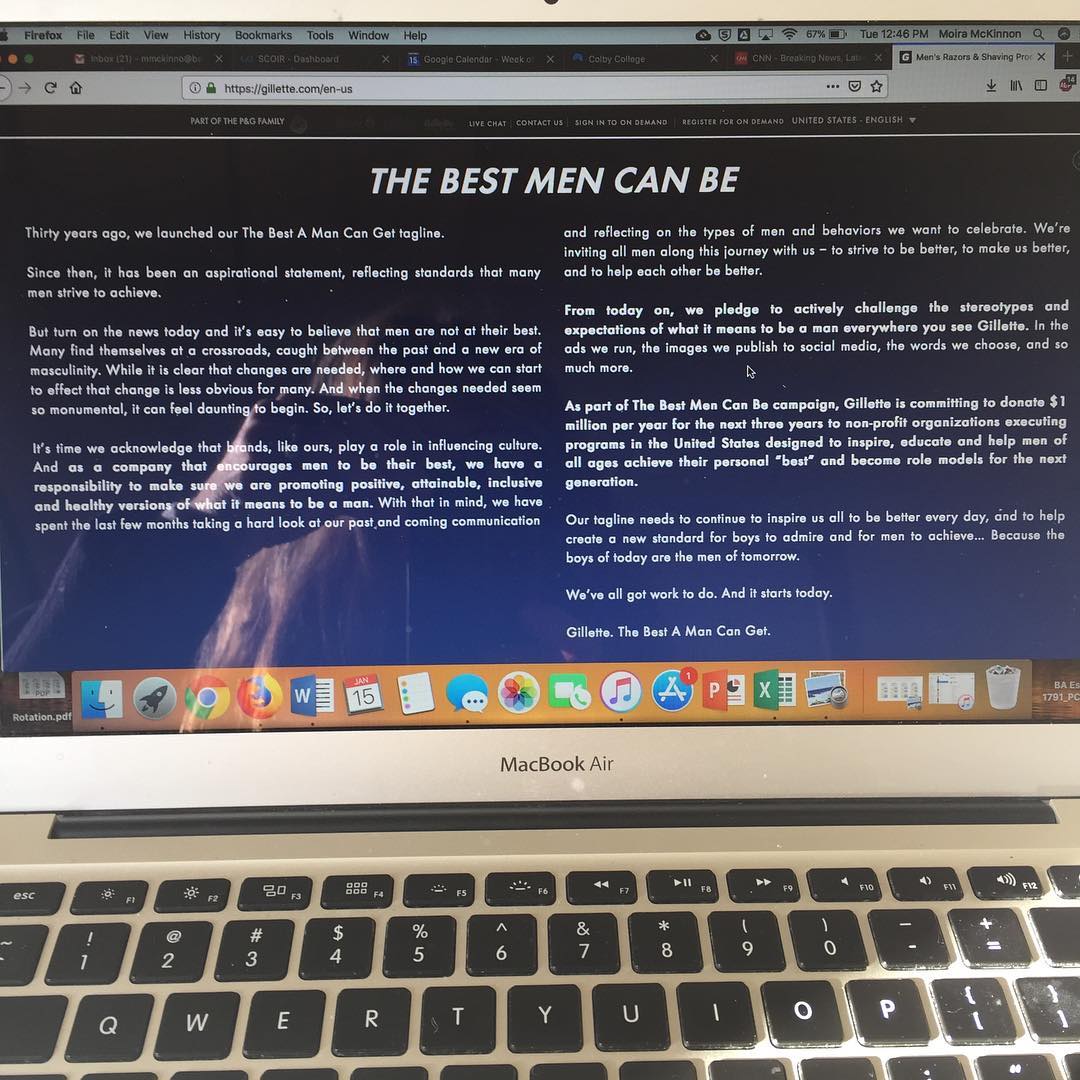 Firefox File Edit View History Bookmarks Tools Window Help 67% Tue 12:46 PM Moira McKinnon
Inbox (21) - mmckinno@b SCOIR - Dashboard 15 Google Calendar - Week o Colby College CNN - Breaking News, Lat G Men's Razors & Shaving Pro
https://gillette.com/en-us
14
PART OF THE P&G FAMILY LIVE CHAT CONTACT US SIGN IN TO ON DEMAND REGISTER FOR ON DEMAND UNITED STATES - ENGLISH
THE BEST MEN CAN BE
Thirty years ago, we launched our The Best A Man Can Get tagline.
Since then, it has been an aspirational statement, reflecting standards that many
men strive to achieve.
But turn on the news today and it's easy to believe that men are not at their best.
Many find themselves at a crossroads, caught between the past and a new era of
masculinity. While it is clear that changes are needed, where and how we can start
to effect that change is less obvious for many. And when the changes needed seem
so monumental, it can feel daunting to begin. So, let's do it together.
It's time we acknowledge that brands, like ours, play a role in influencing culture.
And as a company that encourages men to be their best, we have a
responsibility to make sure we are promoting positive, attainable, inclusive
and healthy versions of what it means to be a man. With that in mind, we have
spent the last few months taking a hard look at our past and coming communication
and reflecting on the types of men and behaviors we want to celebrate. We're
inviting all men along this journey with us – to strive to be better, to make us better,
and to help each other be better.
From today on, we pledge to actively challenge the stereotypes and
expectations of what it means to be a man everywhere you see Gillette. In the
ads we run, the images we publish to social media, the words we choose, and so
much more.
As part of The Best Men Can Be campaign, Gillette is committing to donate $1
million per year for the next three years to non-profit organizations executing
programs in the United States designed to inspire, educate and help men of
all ages achieve their personal "best" and become role models for the next
generation.
Our tagline needs to continue to inspire us all to be better every day, and to help
create a new standard for boys to admire and for men to achieve... Because the
boys of today are the men of tomorrow.
We've all got work to do. And it starts today.
Gillette. The Best A Man Can Get.
PDF W JAN 15 1 P X
Rotation.pdf
BA Es
1791_PC
MacBook Air
esc F1 F2 F3 F4 F5 F6 F7 F8 F9 F10 F11 F12
~ ! @ # $ % ^ & * ( ) _ +
1 2 3 4 5 6 7 8 9 0 - =
Q W E R T Y U I O P { [ } ]